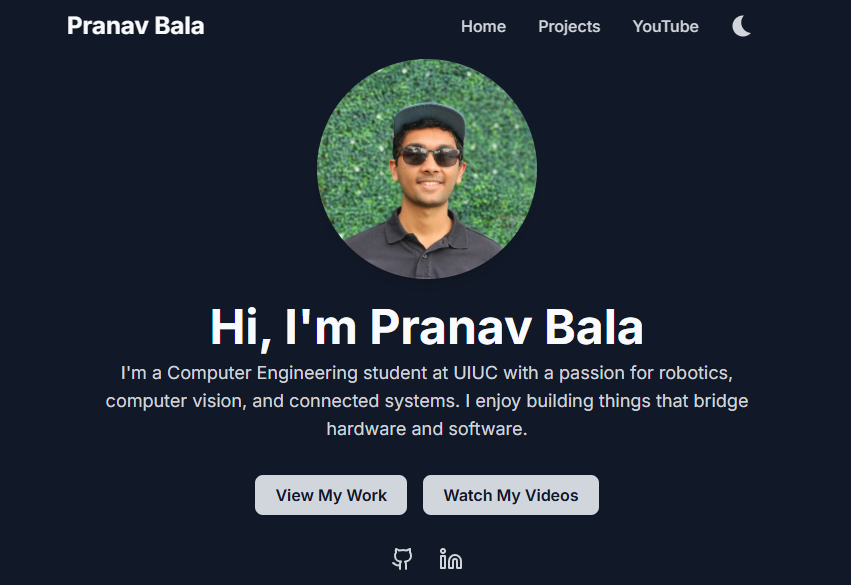 Pranav Bala
Home Projects YouTube
Hi, I'm Pranav Bala
I'm a Computer Engineering student at UIUC with a passion for robotics,
computer vision, and connected systems. I enjoy building things that bridge
hardware and software.
View My Work Watch My Videos